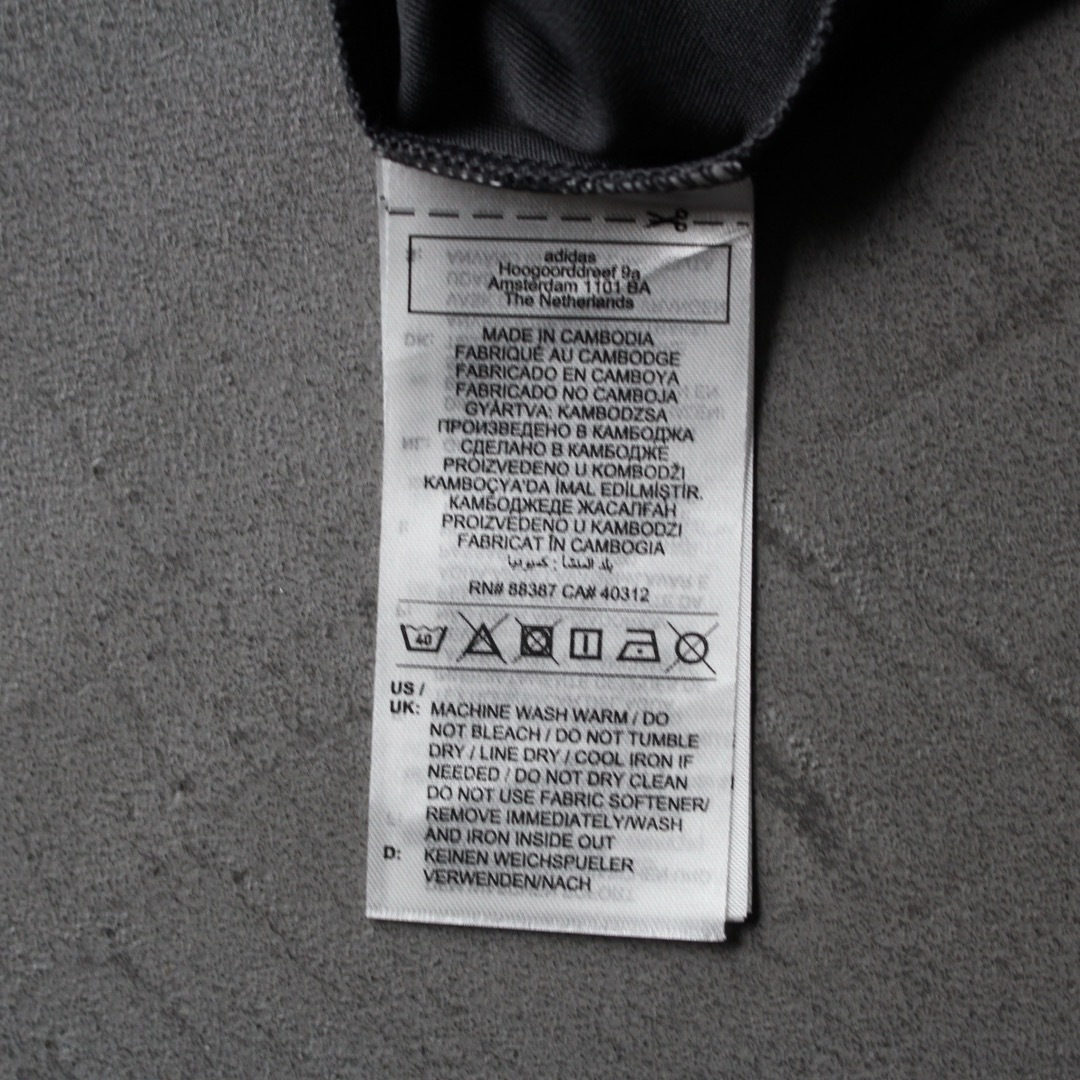 adidas
Hoogoorddreef 9a
Amsterdam 1101 BA
The Netherlands
MADE IN CAMBODIA
FABRIQUÉ AU CAMBODGE
FABRICADO EN CAMBOYA
FABRICADO NO CAMBOJA
GYÁRTVA: KAMBODZSA
ПРОИЗВЕДЕНО В КАМБОДЖА
СДЕЛАНО В КАМБОДЖЕ
PROIZVEDENO U KOMBODŽI
KAMBOÇYA'DA İMAL EDİLMİŞTİR.
КАМБОДЖЕДЕ ЖАСАЛҒАН
PROIZVEDENO U KAMBODZI
FABRICAT ÎN CAMBOGIA
بلد المنشأ : كمبوديا
RN# 88387 CA# 40312
40
US /
UK: MACHINE WASH WARM / DO
NOT BLEACH / DO NOT TUMBLE
DRY / LINE DRY / COOL IRON IF
NEEDED / DO NOT DRY CLEAN
DO NOT USE FABRIC SOFTENER/
REMOVE IMMEDIATELY/WASH
AND IRON INSIDE OUT
D: KEINEN WEICHSPUELER
VERWENDEN/NACH